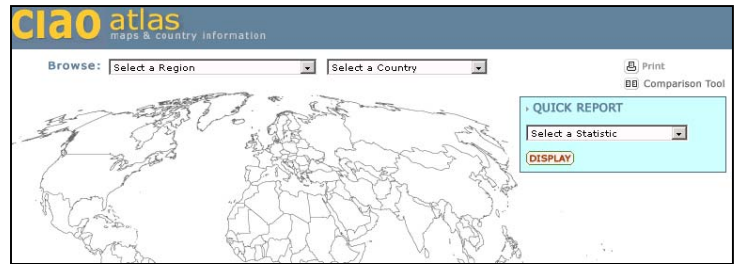 CIAO atlas
maps & country information
Browse: Select a Region Select a Country
Print
Comparison Tool
› QUICK REPORT
Select a Statistic
DISPLAY